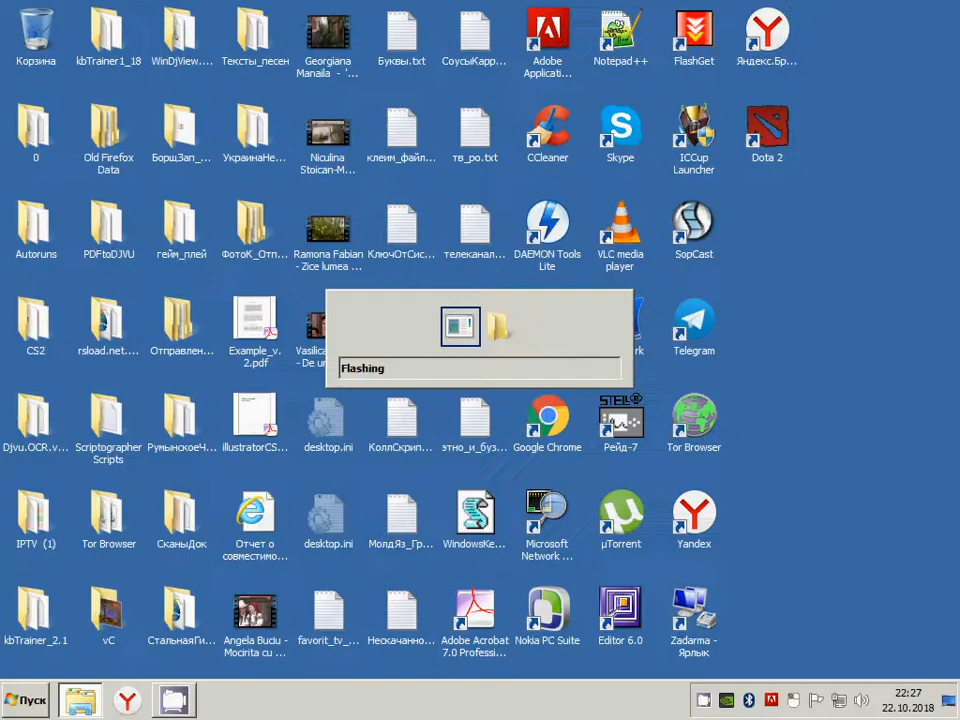 Корзина
kbTrainer1_18
WinDjView....
Тексты_песен
Georgiana
Manaila - '...
Буквы.txt
СоусыКарр...
Adobe
Applicati...
Notepad++
FlashGet
Яндекс.Бр...
0
Old Firefox
Data
БорщЗап_...
УкраинаНе...
Niculina
Stoican-M...
клеим_файл...
тв_ро.txt
CCleaner
Skype
ICCup
Launcher
Dota 2
Autoruns
PDFtoDJVU
гейм_плей
ФотоК_Отп...
Ramona Fabian
- Zice lumea ...
КлючОтСис...
телеканал...
DAEMON Tools
Lite
VLC media
player
SopCast
CS2
rsload.net....
Отправлен...
Example_v.
2.pdf
Vasilica
- De un
Flashing
rk
Telegram
Djvu.OCR.v...
Scriptographer
Scripts
РумынскоеЧ...
illustratorCS...
desktop.ini
КоллСкрип...
этно_и_буз...
Google Chrome
Рейд-7
Tor Browser
IPTV (1)
Tor Browser
СканыДок
Отчет о
совместимо...
desktop.ini
МолдЯз_Гр...
WindowsKe...
Microsoft
Network ...
µTorrent
Yandex
kbTrainer_2.1
vC
СтальнаяГи...
Angela Buciu -
Mocirita cu ...
favorit_tv_...
Нескачанно...
Adobe Acrobat
7.0 Professi...
Nokia PC Suite
Editor 6.0
Zadarma -
Ярлык
Пуск
22:27
22.10.2018